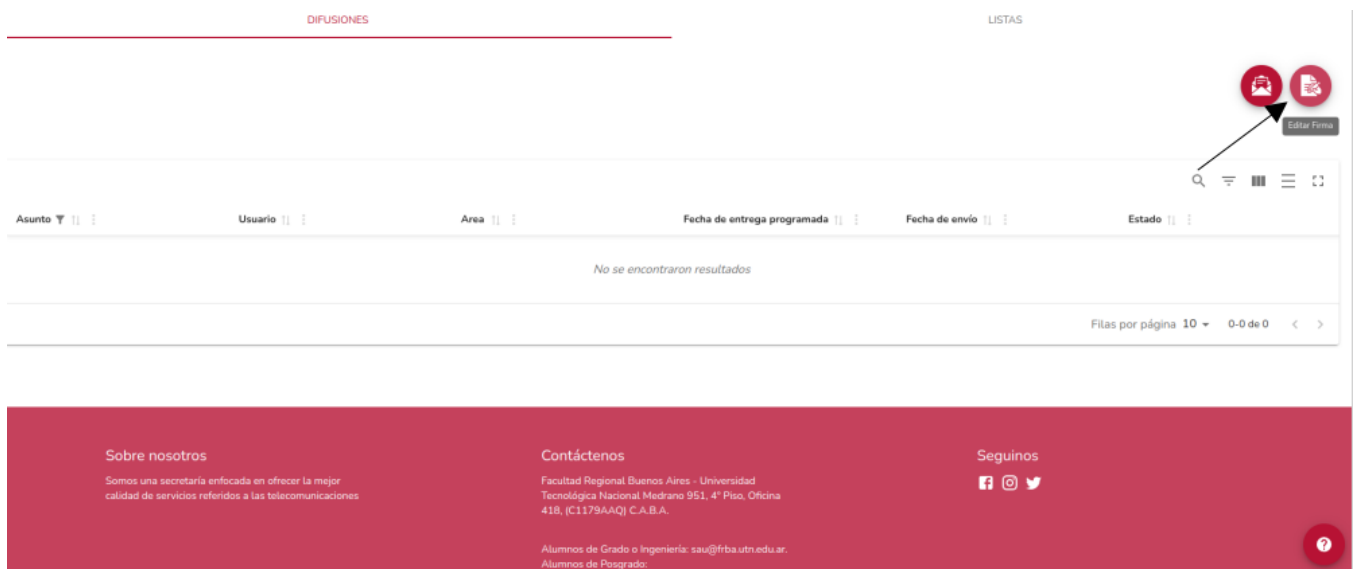 DIFUSIONES
LISTAS
Editar Firma
Asunto
Usuario
Area
Fecha de entrega programada
Fecha de envío
Estado
No se encontraron resultados
Filas por página 10
0-0 de 0
Sobre nosotros
Somos una secretaría enfocada en ofrecer la mejor
calidad de servicios referidos a las telecomunicaciones
Contáctenos
Facultad Regional Buenos Aires - Universidad
Tecnológica Nacional Medrano 951, 4° Piso, Oficina
418, (C1179AAQ) C.A.B.A.
Alumnos de Grado o Ingeniería: sau@frba.utn.edu.ar.
Alumnos de Posgrado:
Seguinos